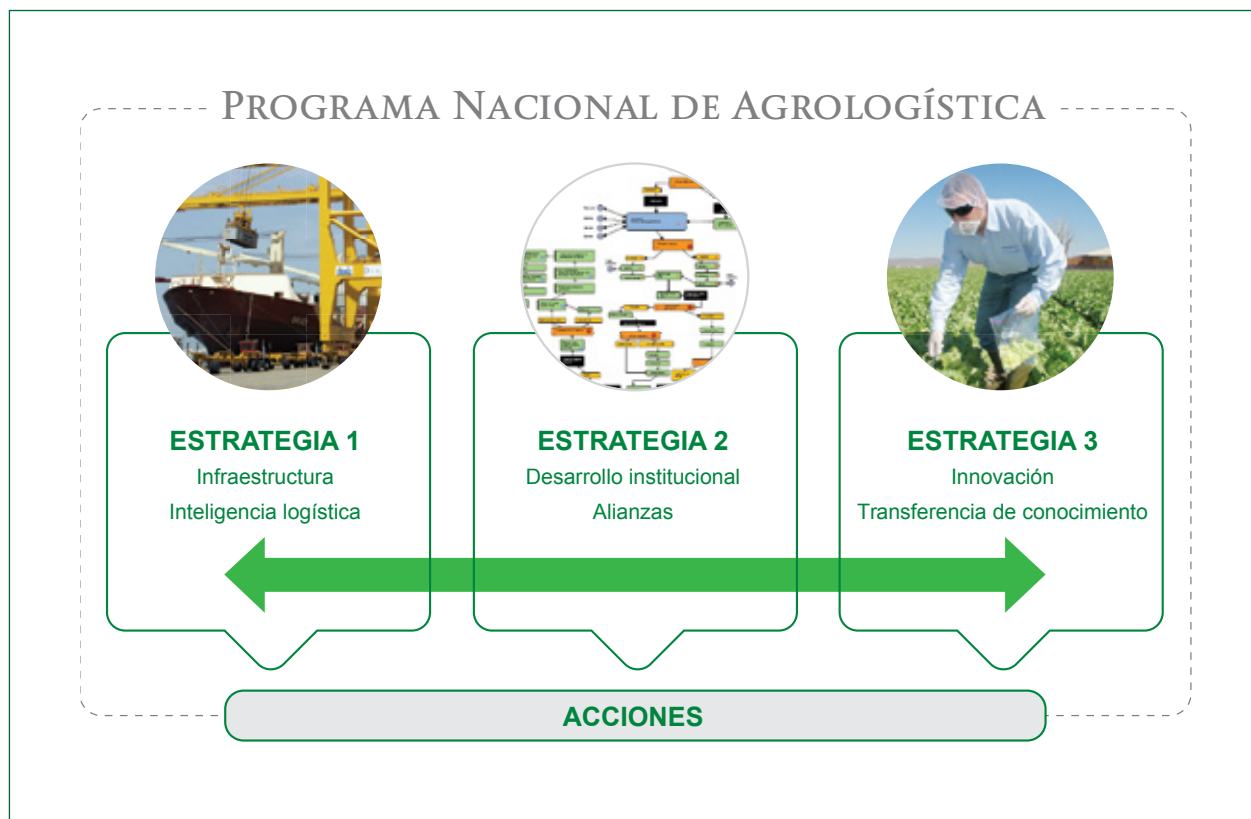 PROGRAMA NACIONAL DE AGROLOGÍSTICA
ESTRATEGIA 1
Infraestructura
Inteligencia logística
ESTRATEGIA 2
Desarrollo institucional
Alianzas
ESTRATEGIA 3
Innovación
Transferencia de conocimiento
ACCIONES